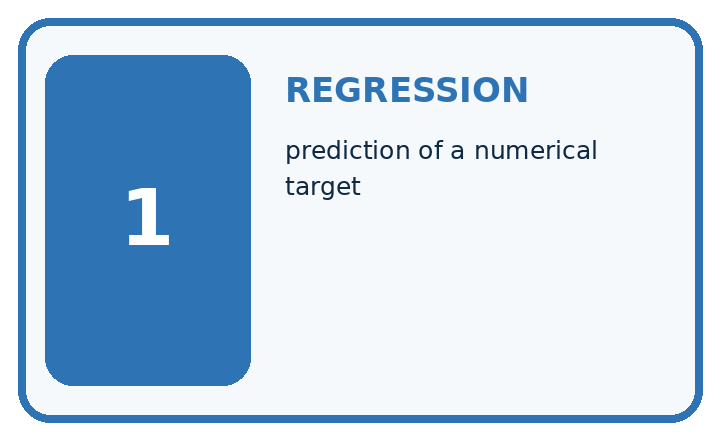 1
REGRESSION
prediction of a numerical
target